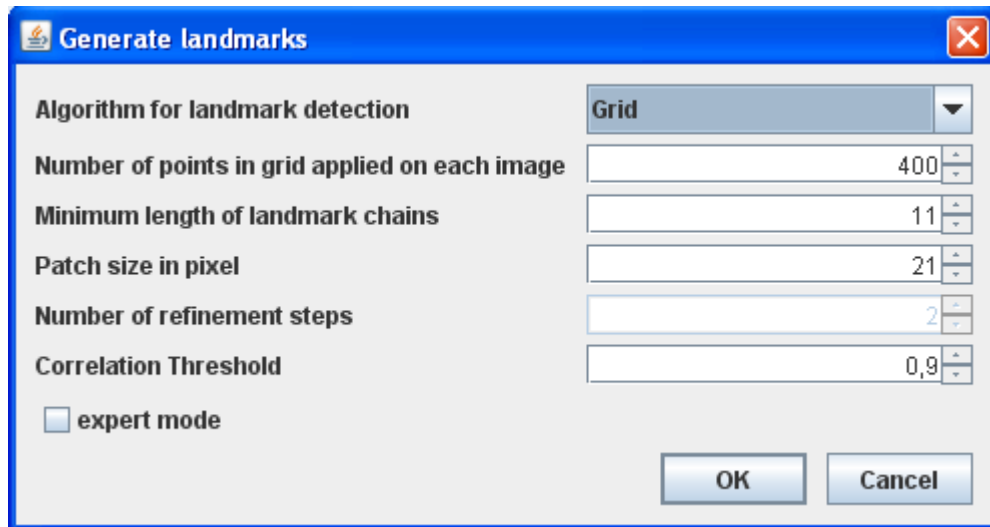 Generate landmarks
Algorithm for landmark detection Grid
Number of points in grid applied on each image 400
Minimum length of landmark chains 11
Patch size in pixel 21
Number of refinement steps 2
Correlation Threshold 0,9
expert mode
OK Cancel